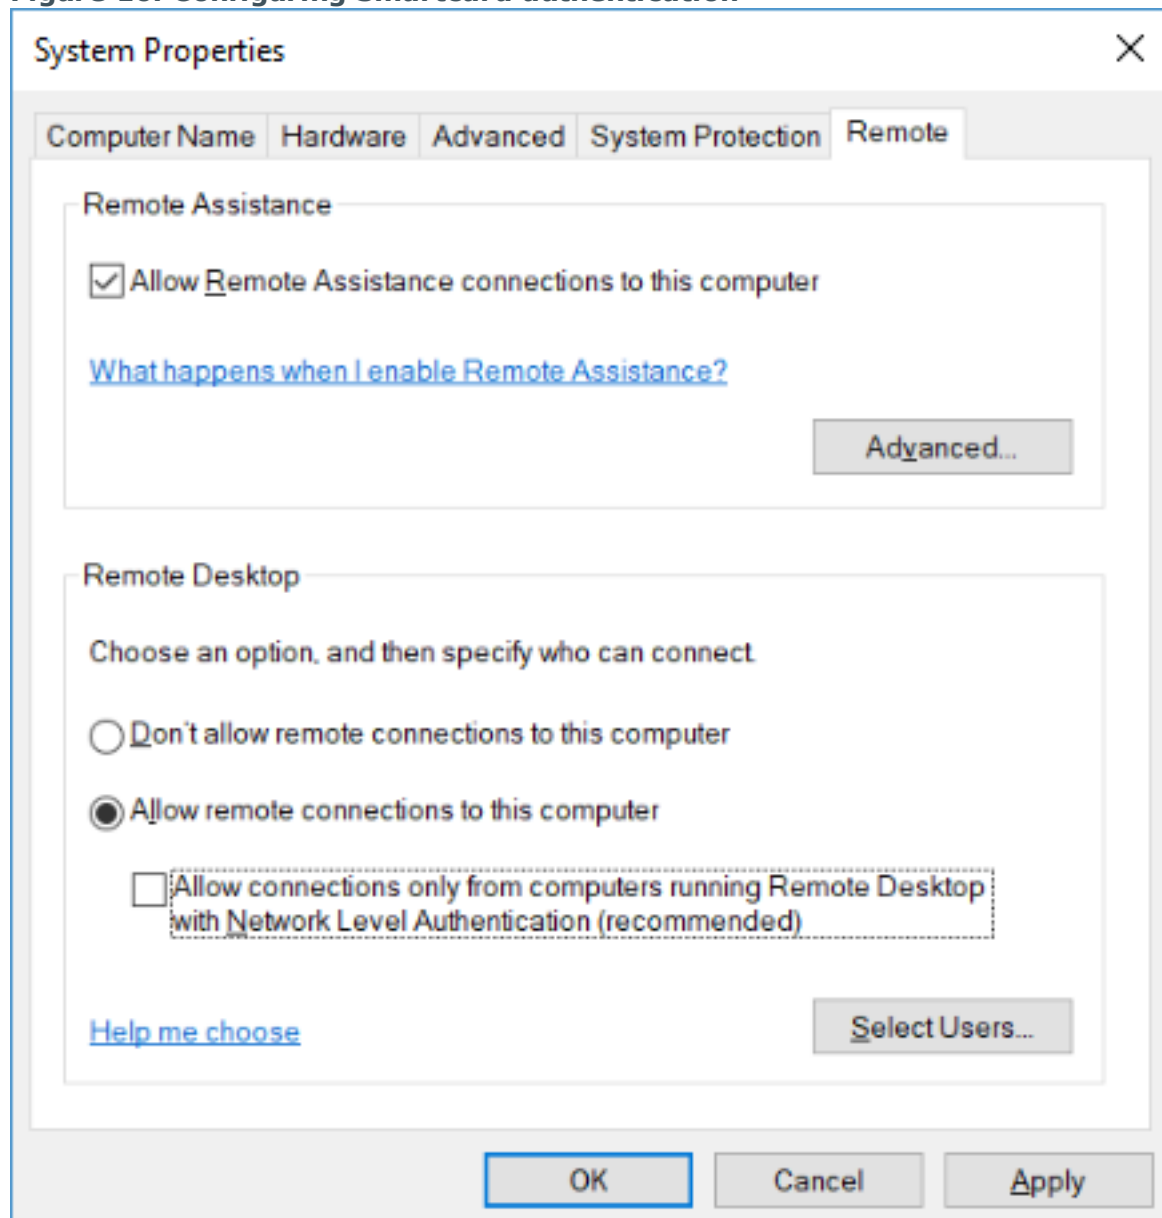 System Properties
Computer Name Hardware Advanced System Protection Remote
Remote Assistance
Allow Remote Assistance connections to this computer
What happens when I enable Remote Assistance?
Advanced...
Remote Desktop
Choose an option, and then specify who can connect.
Don't allow remote connections to this computer
Allow remote connections to this computer
Allow connections only from computers running Remote Desktop
with Network Level Authentication (recommended)
Help me choose
Select Users...
OK Cancel Apply